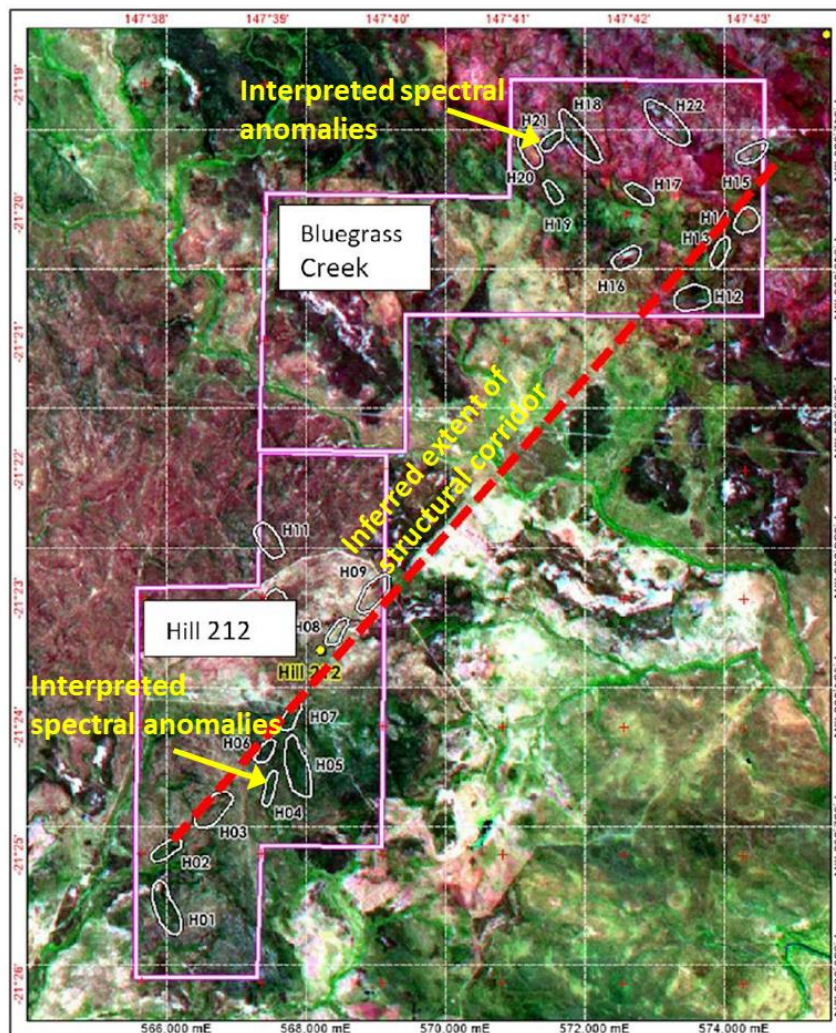 147°38' 147°39' 147°40' 147°41' 147°42' 147°43'
-21°19'
Interpreted spectral
anomalies
H21
H18
H22
H20
H19
H17
H15
-21°20'
Bluegrass
Creek
H14
H13
H16
H12
-21°21'
Inferred extent of
structural corridor
-21°22'
H11
H09
-21°23'
Hill 212
H08
Hill 212
Interpreted
spectral anomalies
-21°24'
H07
H06
H05
H04
H03
-21°25'
H02
H01
-21°26'
566,000 mE 568,000 mE 570,000 mE 572,000 mE 574,000 mE